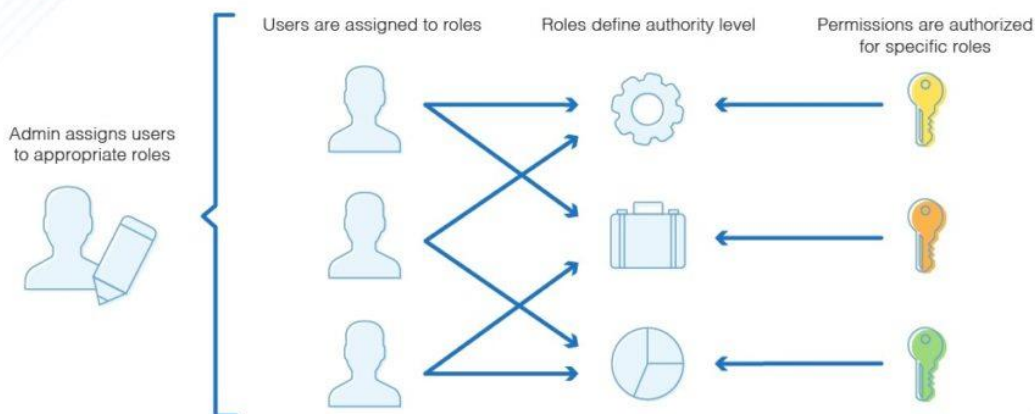 Users are assigned to roles
Roles define authority level
Permissions are authorized
for specific roles
Admin assigns users
to appropriate roles